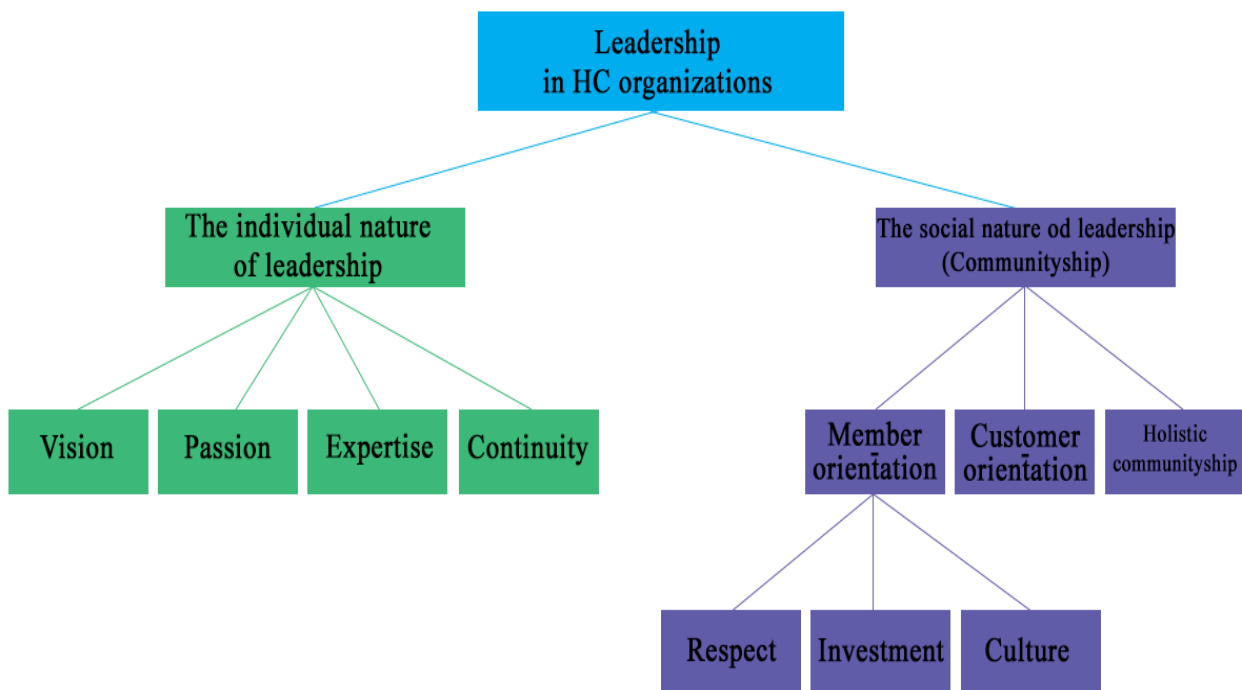 Leadership
in HC organizations
The individual nature
of leadership
The social nature od leadership
(Communityship)
Vision
Passion
Expertise
Continuity
Member-
orientation
Customer-
orientation
Holistic
communityship
Respect
Investment
Culture